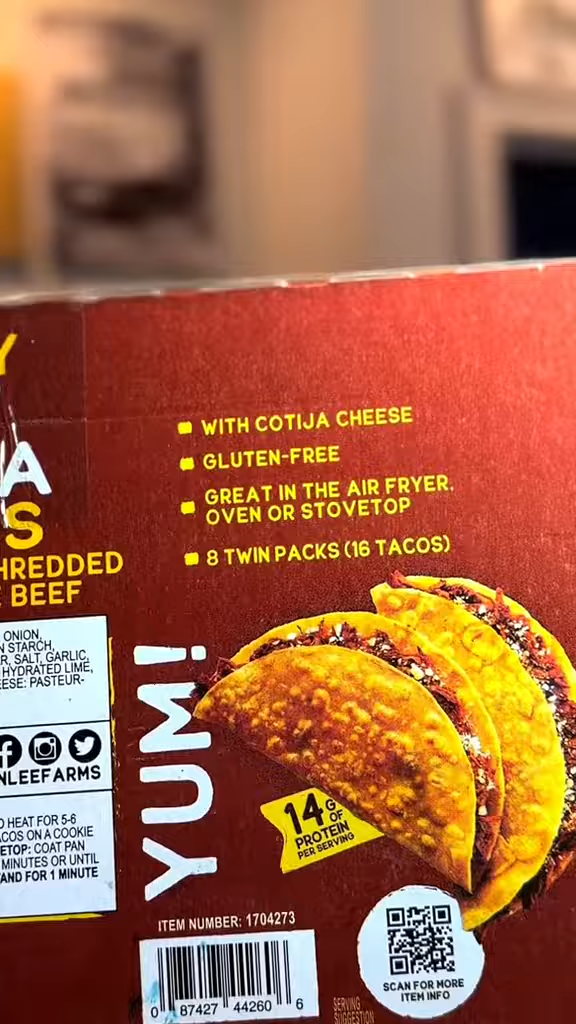 Y
A
S
HREDDED
BEEF
ONION,
N STARCH,
R, SALT, GARLIC,
HYDRATED LIME,
EESE: PASTEUR-
NLEEFARMS
O HEAT FOR 5-6
ACOS ON A COOKIE
ETOP: COAT PAN
MINUTES OR UNTIL
AND FOR 1 MINUTE
WITH COTIJA CHEESE
GLUTEN-FREE
GREAT IN THE AIR FRYER.
OVEN OR STOVETOP
8 TWIN PACKS (16 TACOS)
YUM!
14 G
OF
PROTEIN
PER SERVING
ITEM NUMBER: 1704273
0 87427 44260 6
SCAN FOR MORE
ITEM INFO
SERVING
SUGGESTION